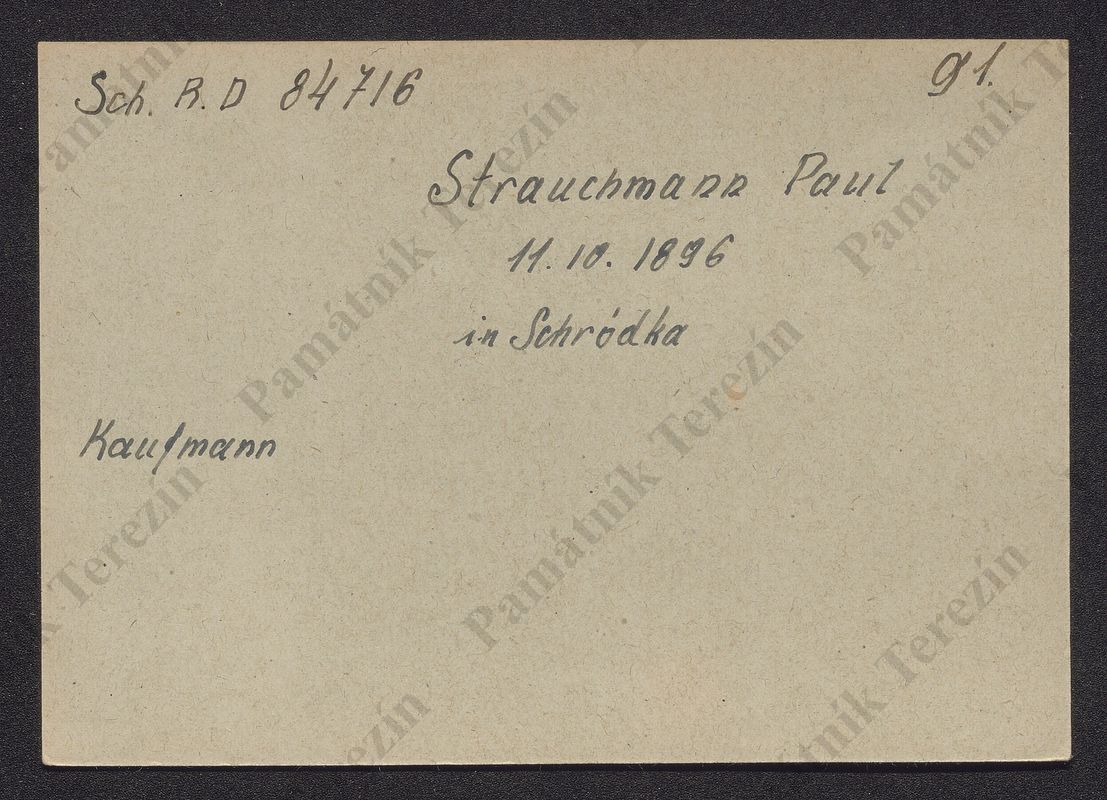 Sch. R. D 84716 91.
Strauchmann Paul
11. 10. 1896
in Schródka
Kaufmann
Památník Terezín